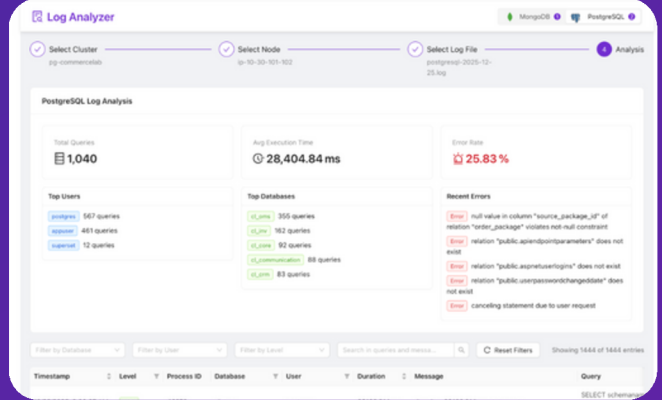 Log Analyzer
MongoDB
PostgreSQL
Select Cluster
pg-commercelab
Select Node
ip-10-30-101-102
Select Log File
postgresql-2025-12-
25.log
4
Analysis
PostgreSQL Log Analysis
Total Queries
1,040
Avg Execution Time
28,404.84 ms
Error Rate
25.83 %
Top Users
postgres 567 queries
appuser 461 queries
superset 12 queries
Top Databases
355 queries
162 queries
92 queries
cl_communication 88 queries
83 queries
Recent Errors
Error null value in column "source_package_id" of
relation "order_package" violates not-null constraint
Error relation "public.apiendpointparameters" does not
exist
Error relation "public.aspnetuserlogins" does not exist
Error relation "public.userpasswordchangeddate" does
not exist
Error canceling statement due to user request
Filter by Database
Filter by User
Filter by Level
Search in queries and messa...
Reset Filters
Showing 1444 of 1444 entries
Timestamp Level Process ID Database User Duration Message Query